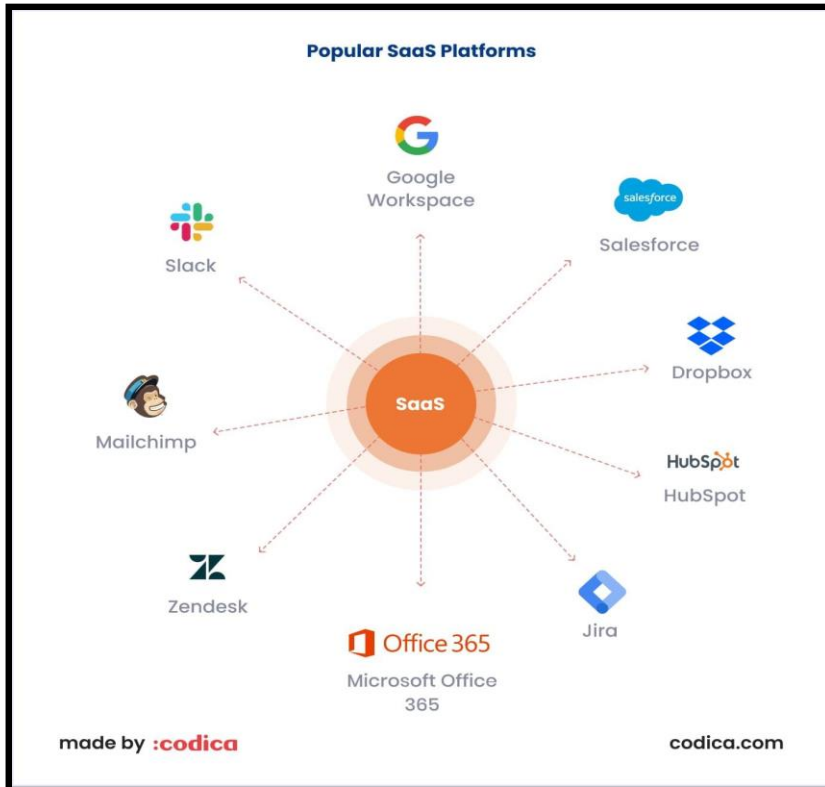 Popular SaaS Platforms
Google
Workspace
salesforce
Salesforce
Slack
Dropbox
SaaS
Mailchimp
HubSpot
HubSpot
Zendesk
Jira
Office 365
Microsoft Office
365
made by :codica
codica.com